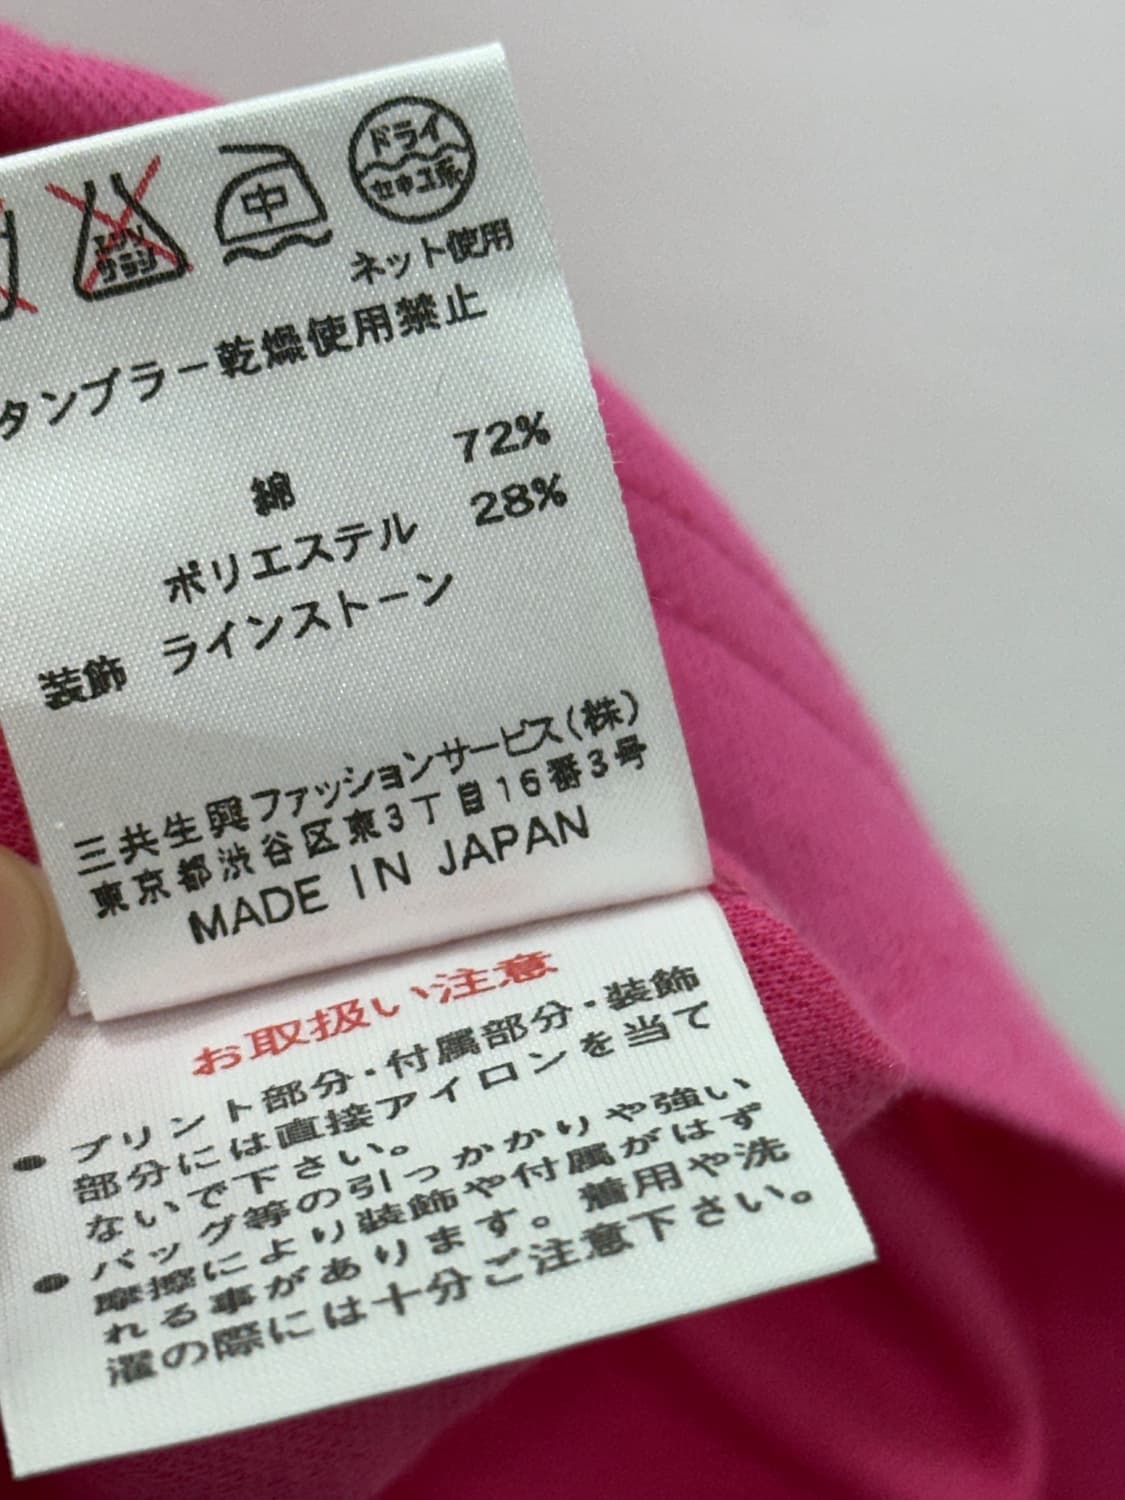 エンソ
サラシ
中
ドライ
セキユ系
ネット使用
タンブラー乾燥使用禁止
綿 72%
ポリエステル 28%
装飾 ラインストーン
三共生興ファッションサービス(株)
東京都渋谷区東3丁目16番3号
MADE IN JAPAN
お取扱い注意
●プリント部分・付属部分・装飾
部分には直接アイロンを当て
ないで下さい。
●バッグ等の引っかかりや強い
摩擦により装飾や付属がはず
れる事があります。着用や洗
濯の際には十分ご注意下さい。